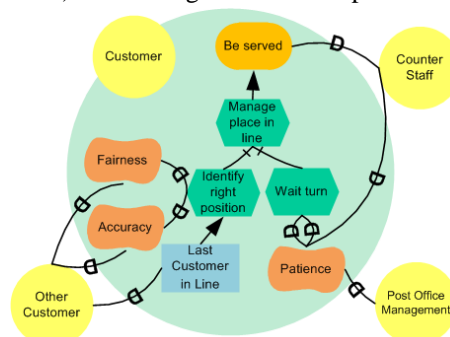 Customer
Be served
Counter
Staff
Manage
place in
line
Fairness
Identify
right
position
Wait turn
Accuracy
Last
Customer
in Line
Patience
Other
Customer
Post Office
Management